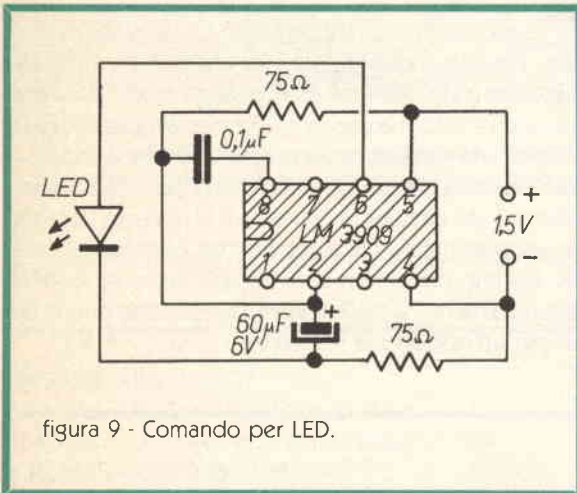 75Ω
0,1µF
LED
8 7 6 5
LM 3909
1 2 3 4
+
1,5V
-
+
60µF
6V
75Ω
figura 9 - Comando per LED.